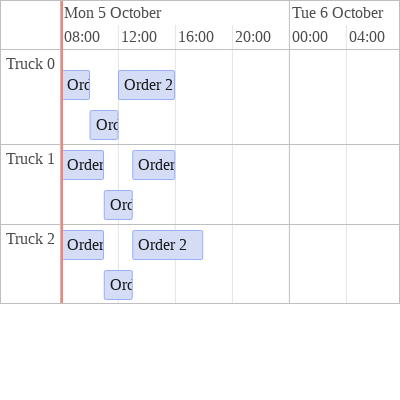 Mon 5 October Tue 6 October
08:00 12:00 16:00 20:00 00:00 04:00
Truck 0
Ord Order 2
Ord
Truck 1
Order Order
Ord
Truck 2
Order Order 2
Ord